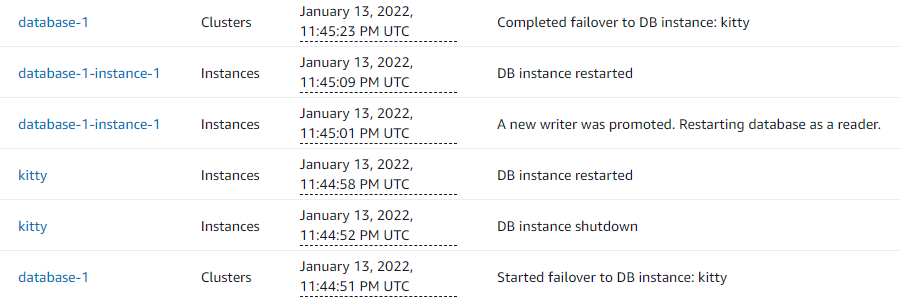 database-1 Clusters January 13, 2022, Completed failover to DB instance: kitty
11:45:23 PM UTC
database-1-instance-1 Instances January 13, 2022, DB instance restarted
11:45:09 PM UTC
database-1-instance-1 Instances January 13, 2022, A new writer was promoted. Restarting database as a reader.
11:45:01 PM UTC
kitty Instances January 13, 2022, DB instance restarted
11:44:58 PM UTC
kitty Instances January 13, 2022, DB instance shutdown
11:44:52 PM UTC
database-1 Clusters January 13, 2022, Started failover to DB instance: kitty
11:44:51 PM UTC